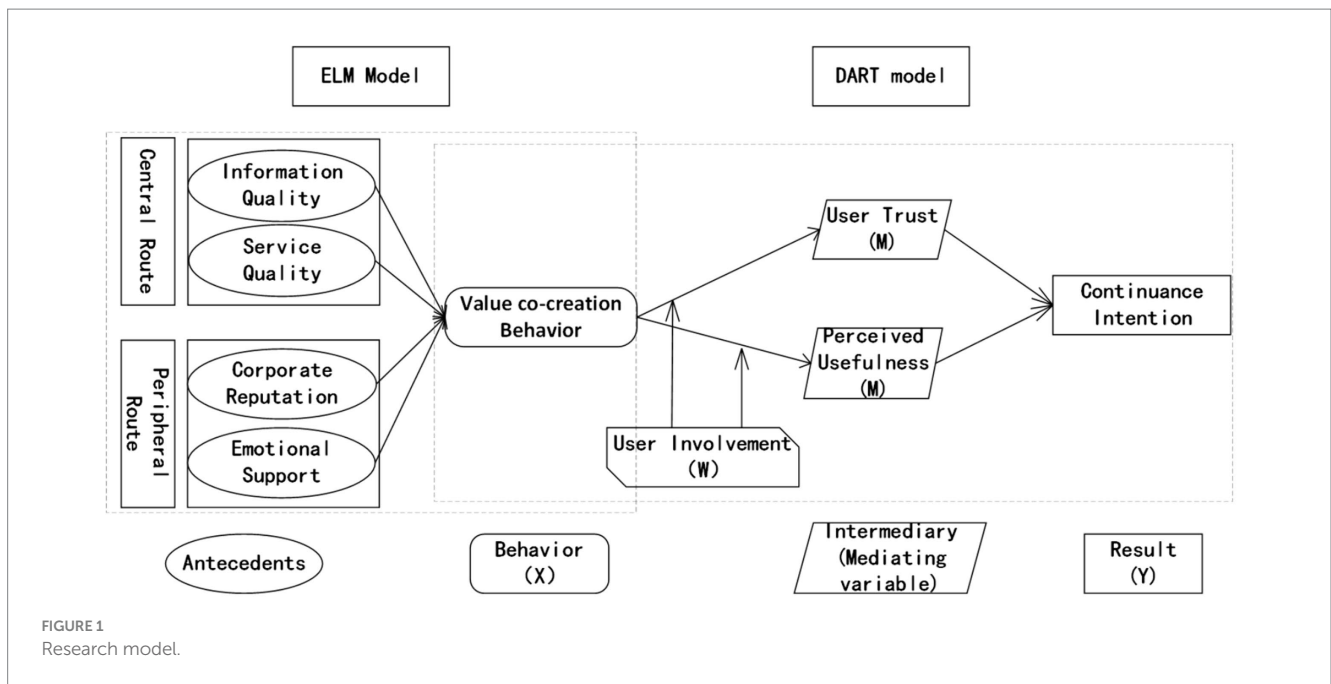 ELM Model
DART model
Central Route
Information
Quality
Service
Quality
Peripheral
Route
Corporate
Reputation
Emotional
Support
Value co-creation
Behavior
User Trust
(M)
Perceived
Usefulness
(M)
User Involvement
(W)
Continuance
Intention
Antecedents
Behavior
(X)
Intermediary
(Mediating
variable)
Result
(Y)
FIGURE 1
Research model.